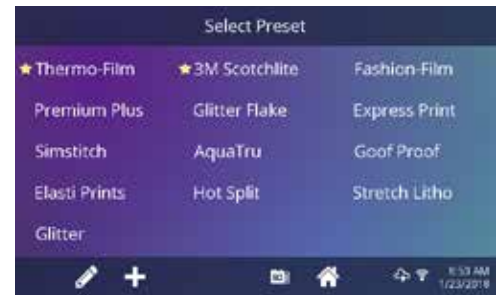 Select Preset
Thermo-Film 3M Scotchlite Fashion-Film
Premium Plus Glitter Flake Express Print
Simstitch AquaTru Goof Proof
Elasti Prints Hot Split Stretch Litho
Glitter
8:53 AM
1/23/2018